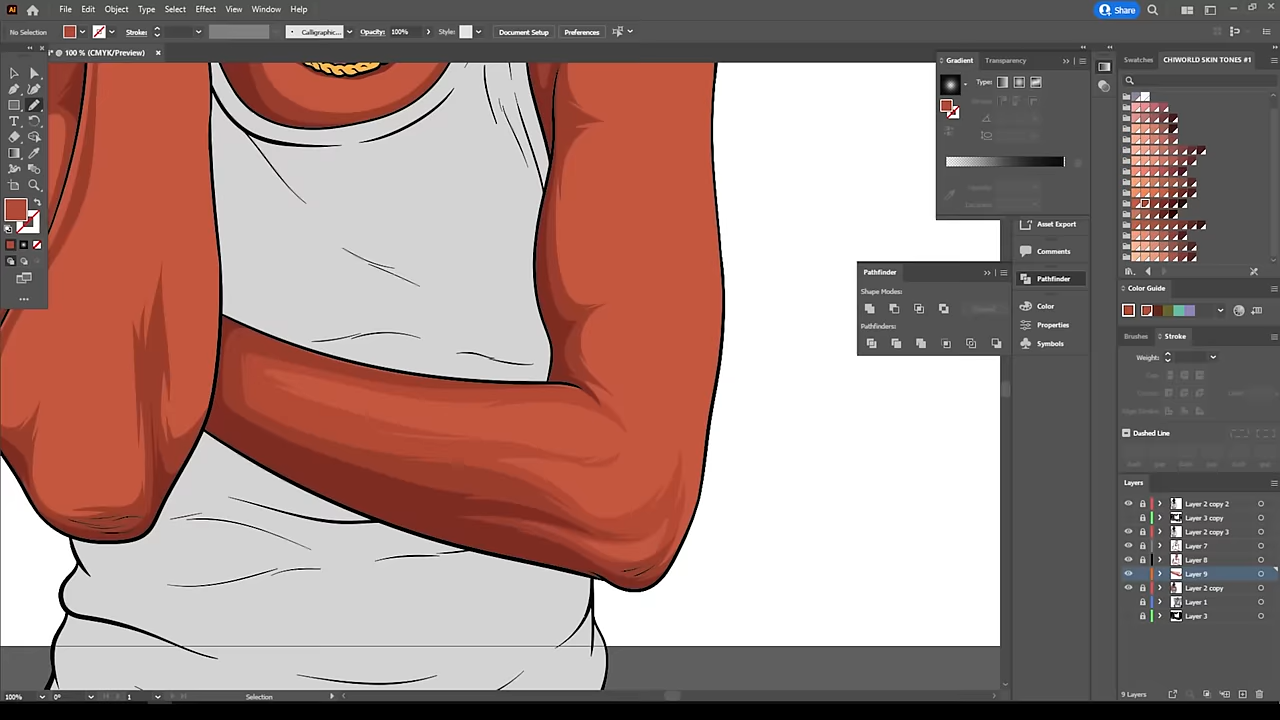 Ai File Edit Object Type Select Effect View Window Help Share
No Selection Stroke: Calligraphic... Opacity: 100% Style: Document Setup Preferences
@ 100 % (CMYK/Preview) ×
Gradient Transparency
Type:
Swatches CHIWORLD SKIN TONES #1
Asset Export
Comments
Pathfinder
Color
Properties
Symbols
Pathfinder
Shape Modes:
Pathfinders:
Color Guide
Brushes Stroke
Weight:
Dashed Line
Layers
Layer 2 copy 2
Layer 3 copy
Layer 2 copy 3
Layer 7
Layer 8
Layer 9
Layer 2 copy
Layer 1
Layer 3
100% 0° 1 Selection
9 Layers